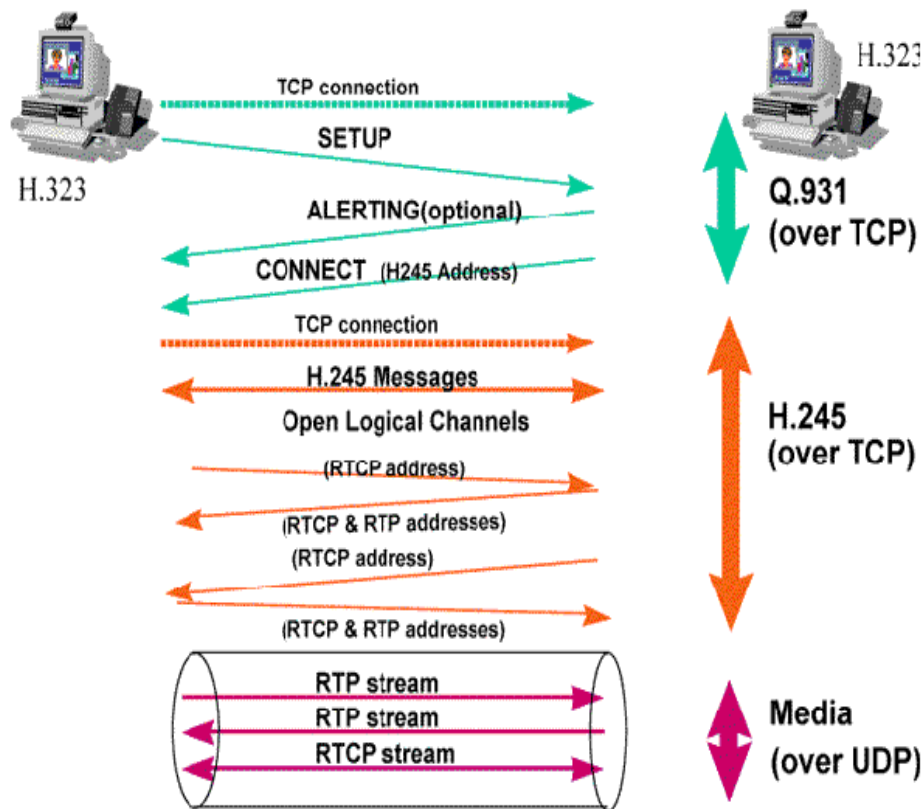 H.323
H.323
TCP connection
SETUP
ALERTING(optional)
CONNECT (H245 Address)
Q.931
(over TCP)
TCP connection
H.245 Messages
Open Logical Channels
(RTCP address)
(RTCP & RTP addresses)
(RTCP address)
(RTCP & RTP addresses)
H.245
(over TCP)
RTP stream
RTP stream
RTCP stream
Media
(over UDP)